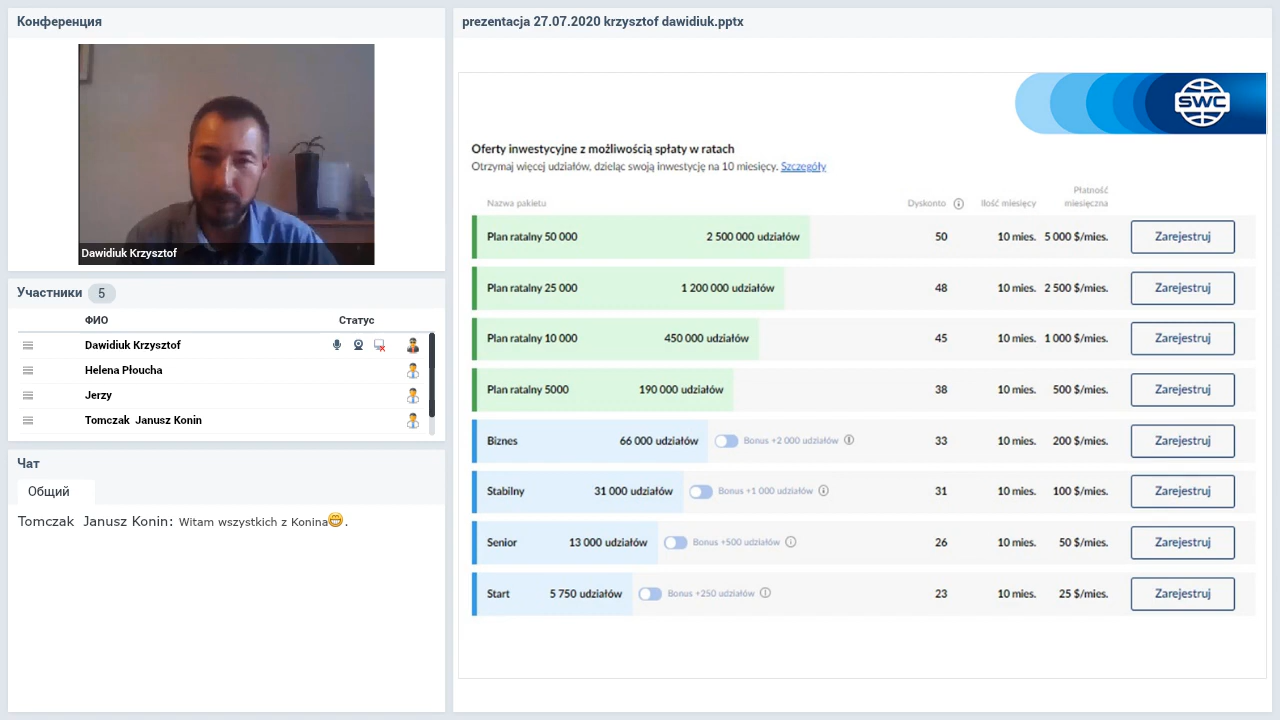 Конференция
Dawidiuk Krzysztof
Участники 5
ФИО Статус
Dawidiuk Krzysztof
Helena Płoucha
Jerzy
Tomczak Janusz Konin
Чат
Общий
Tomczak Janusz Konin: Witam wszystkich z Konina😁.
prezentacja 27.07.2020 krzysztof dawidiuk.pptx
SWC
Oferty inwestycyjne z możliwością spłaty w ratach
Otrzymaj więcej udziałów, dzieląc swoją inwestycję na 10 miesięcy. Szczegóły
Nazwa pakietu Dyskonto Ilość miesięcy Płatność miesięczna
Plan ratalny 50 000 2 500 000 udziałów 50 10 mies. 5 000 $/mies. Zarejestruj
Plan ratalny 25 000 1 200 000 udziałów 48 10 mies. 2 500 $/mies. Zarejestruj
Plan ratalny 10 000 450 000 udziałów 45 10 mies. 1 000 $/mies. Zarejestruj
Plan ratalny 5000 190 000 udziałów 38 10 mies. 500 $/mies. Zarejestruj
Biznes 66 000 udziałów Bonus +2 000 udziałów 33 10 mies. 200 $/mies. Zarejestruj
Stabilny 31 000 udziałów Bonus +1 000 udziałów 31 10 mies. 100 $/mies. Zarejestruj
Senior 13 000 udziałów Bonus +500 udziałów 26 10 mies. 50 $/mies. Zarejestruj
Start 5 750 udziałów Bonus +250 udziałów 23 10 mies. 25 $/mies. Zarejestruj